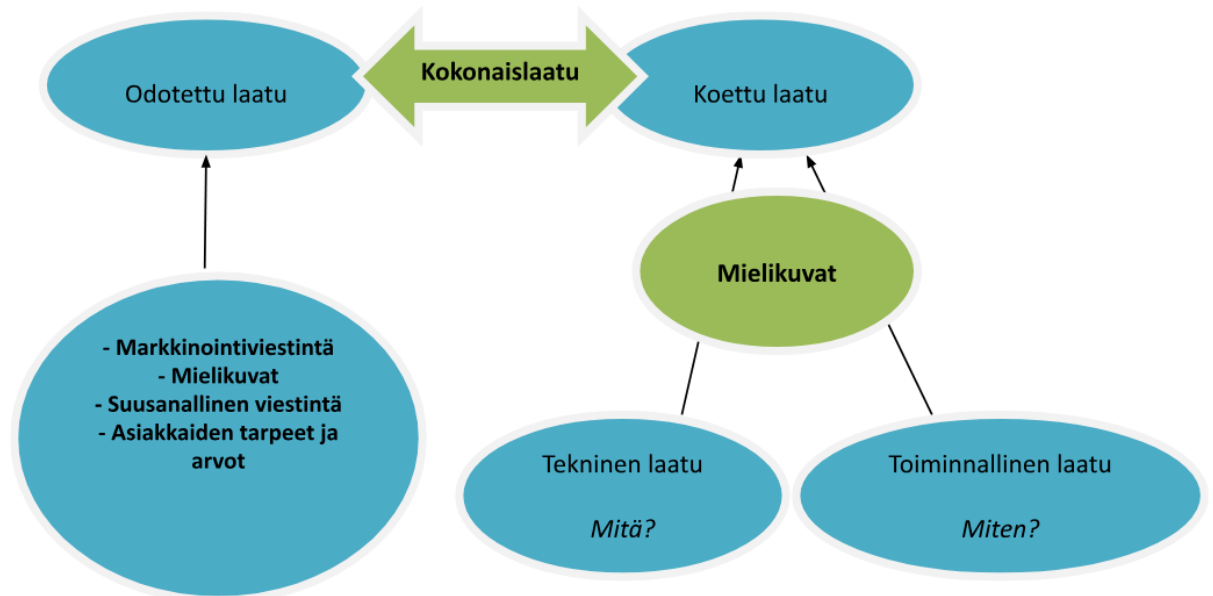 Odotettu laatu
Kokonaislaatu
Koettu laatu
Mielikuvat
- Markkinointiviestintä
- Mielikuvat
- Suusanallinen viestintä
- Asiakkaiden tarpeet ja
arvot
Tekninen laatu
Mitä?
Toiminnallinen laatu
Miten?